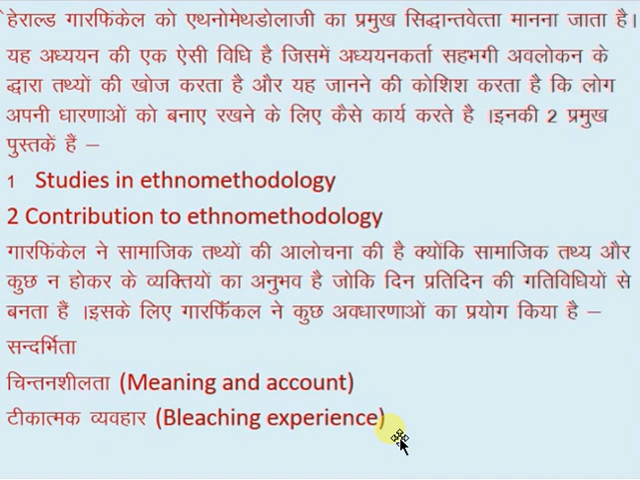 हेराल्ड गारफिंकेल को एथनोमेथडोलाजी का प्रमुख सिद्धान्तवेत्ता मानना जाता है।
यह अध्ययन की एक ऐसी विधि है जिसमें अध्ययनकर्ता सहभगी अवलोकन के
द्वारा तथ्यों की खोज करता है और यह जानने की कोशिश करता है कि लोग
अपनी धारणाओं को बनाए रखने के लिए कैसे कार्य करते है ।इनकी 2 प्रमुख
पुस्तकें हैं –
1 Studies in ethnomethodology
2 Contribution to ethnomethodology
गारफिंकेल ने सामाजिक तथ्यों की आलोचना की है क्योंकि सामाजिक तथ्य और
कुछ न होकर के व्यक्तियों का अनुभव है जोकि दिन प्रतिदिन की गतिविधियों से
बनता हैं ।इसके लिए गारफिंकल ने कुछ अवधारणाओं का प्रयोग किया है –
सन्दर्भिता
चिन्तनशीलता (Meaning and account)
टीकात्मक व्यवहार (Bleaching experience)